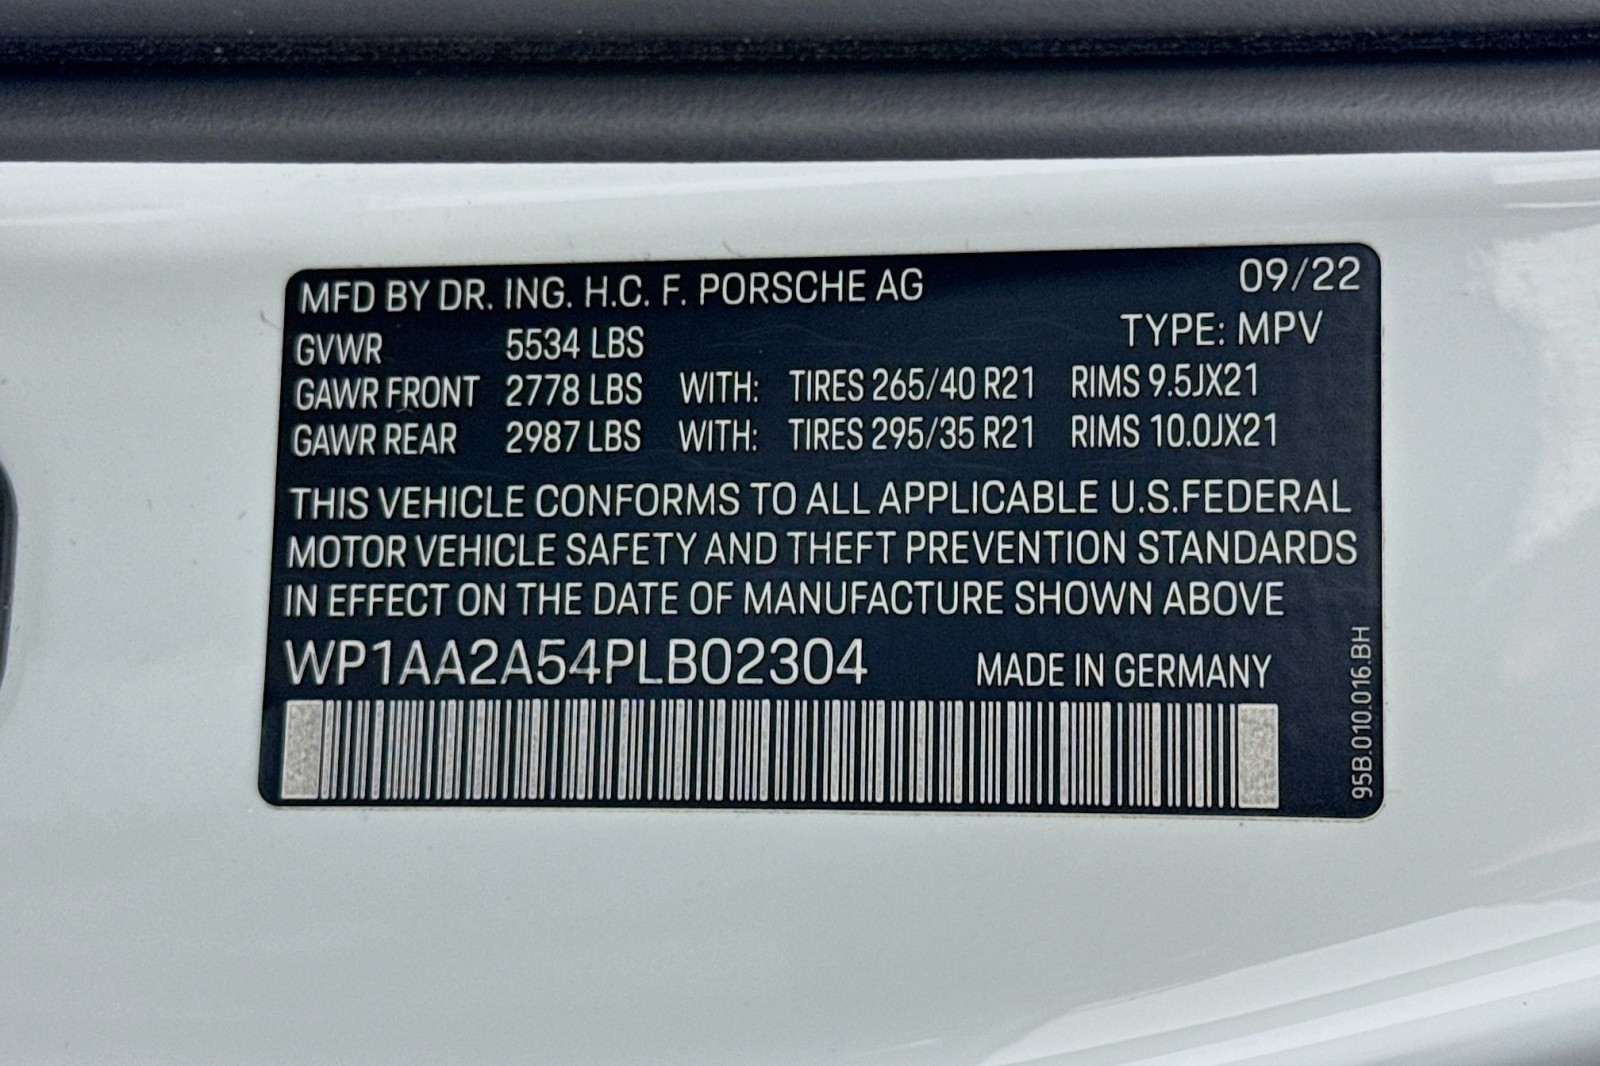 MFD BY DR. ING. H.C. F. PORSCHE AG 09/22
GVWR 5534 LBS TYPE: MPV
GAWR FRONT 2778 LBS WITH: TIRES 265/40 R21 RIMS 9.5JX21
GAWR REAR 2987 LBS WITH: TIRES 295/35 R21 RIMS 10.0JX21
THIS VEHICLE CONFORMS TO ALL APPLICABLE U.S.FEDERAL
MOTOR VEHICLE SAFETY AND THEFT PREVENTION STANDARDS
IN EFFECT ON THE DATE OF MANUFACTURE SHOWN ABOVE
WP1AA2A54PLB02304 MADE IN GERMANY
95B.010.016.BH